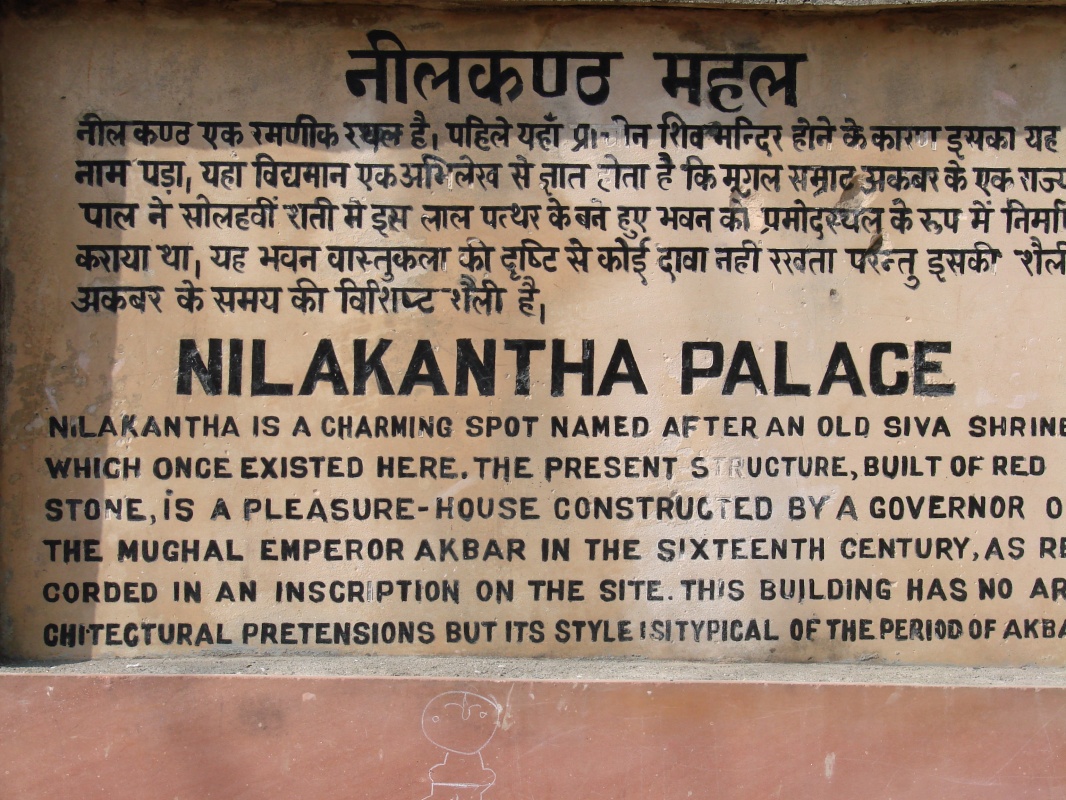 नीलकण्ठ महल
नीलकण्ठ एक रमणीक स्थल है। पहिले यहाँ प्राचीन शिव मन्दिर होने के कारण इसका यह
नाम पड़ा, यहा विद्यमान एक अभिलेख से ज्ञात होता है कि मुगल सम्राट अकबर के एक राज्य
पाल ने सोलहवीं शती में इस लाल पत्थर के बने हुए भवन को प्रमोदस्थल के रूप में
कराया था, यह भवन वास्तुकला की दृष्टि से कोई दावा नहीं रखता परन्तु इसकी शैली
अकबर के समय की विशिष्ट शैली है।
NILAKANTHA PALACE
NILAKANTHA IS A CHARMING SPOT NAMED AFTER AN OLD SIVA SHRINE
WHICH ONCE EXISTED HERE. THE PRESENT STRUCTURE, BUILT OF RED
STONE, IS A PLEASURE-HOUSE CONSTRUCTED BY A GOVERNOR O
THE MUGHAL EMPEROR AKBAR IN THE SIXTEENTH CENTURY, AS RE
CORDED IN AN INSCRIPTION ON THE SITE. THIS BUILDING HAS NO AR
CHITECTURAL PRETENSIONS BUT ITS STYLE IS TYPICAL OF THE PERIOD OF AKBA